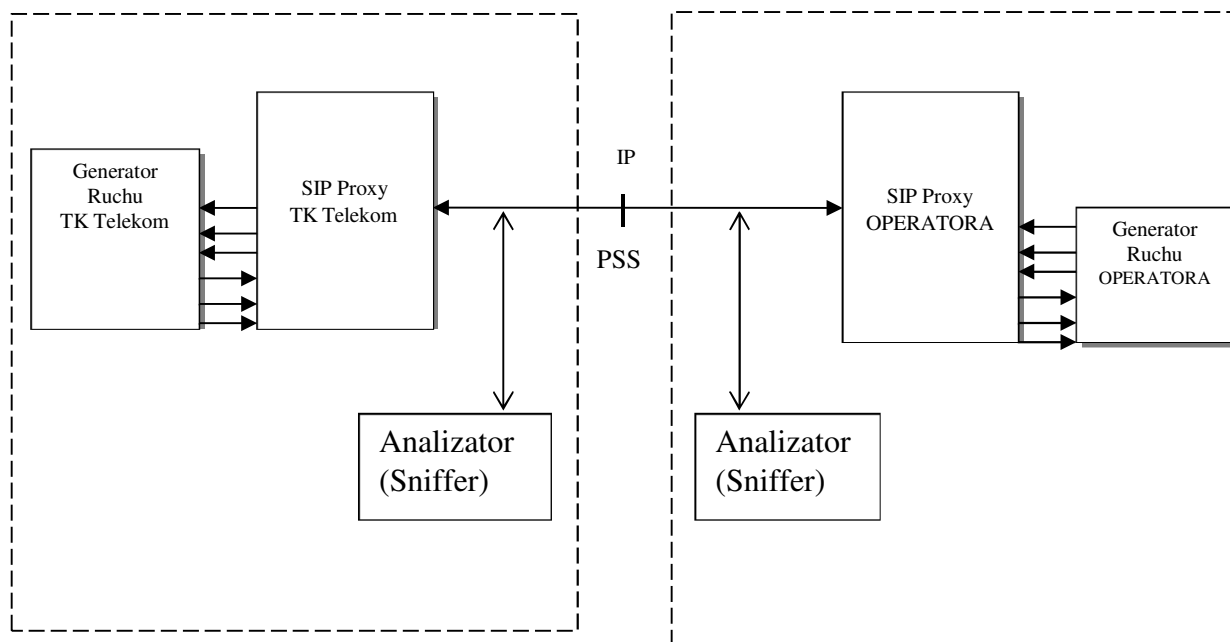 Generator
Ruchu
TK Telekom
SIP Proxy
TK Telekom
IP
PSS
SIP Proxy
OPERATORA
Generator
Ruchu
OPERATORA
Analizator
(Sniffer)
Analizator
(Sniffer)